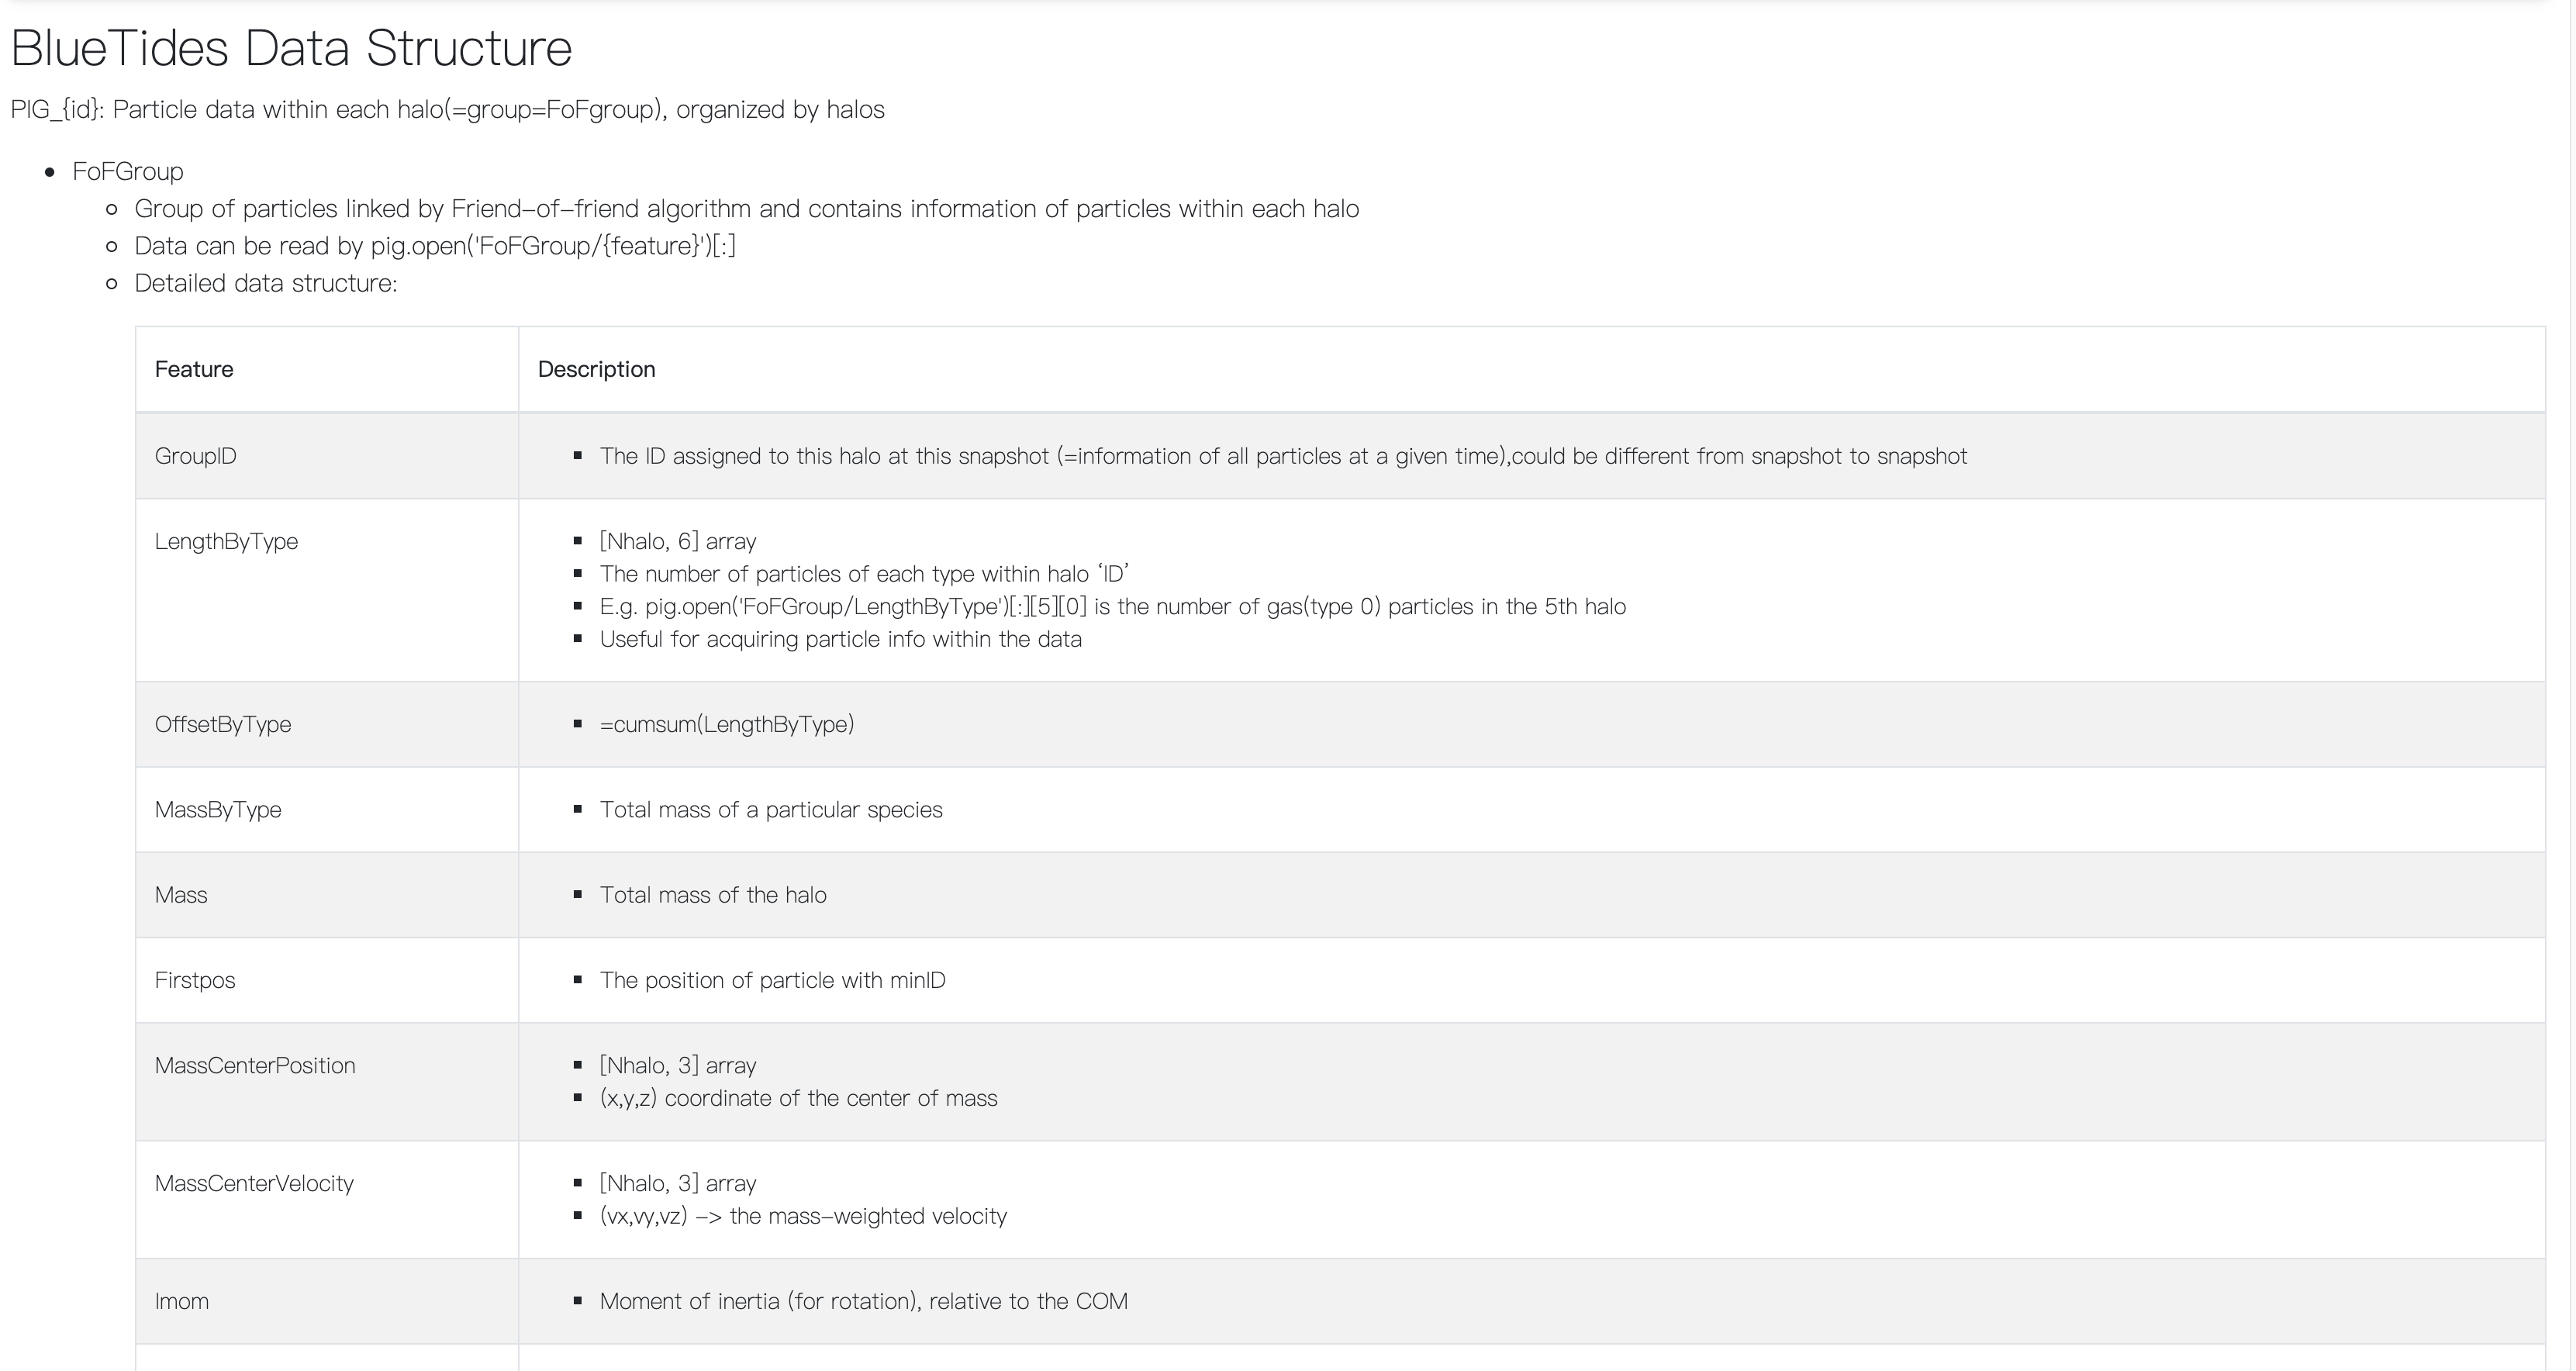 BlueTides Data Structure
PIG_{id}: Particle data within each halo(=group=FoFgroup), organized by halos
FoFGroup
Group of particles linked by Friend-of-friend algorithm and contains information of particles within each halo
Data can be read by pig.open('FoFGroup/{feature}')[:]
Detailed data structure:
Feature Description
GroupID The ID assigned to this halo at this snapshot (=information of all particles at a given time),could be different from snapshot to snapshot
LengthByType [Nhalo, 6] array
The number of particles of each type within halo ‘ID’
E.g. pig.open('FoFGroup/LengthByType')[:][5][0] is the number of gas(type 0) particles in the 5th halo
Useful for acquiring particle info within the data
OffsetByType =cumsum(LengthByType)
MassByType Total mass of a particular species
Mass Total mass of the halo
Firstpos The position of particle with minID
MassCenterPosition [Nhalo, 3] array
(x,y,z) coordinate of the center of mass
MassCenterVelocity [Nhalo, 3] array
(vx,vy,vz) -> the mass-weighted velocity
Imom Moment of inertia (for rotation), relative to the COM